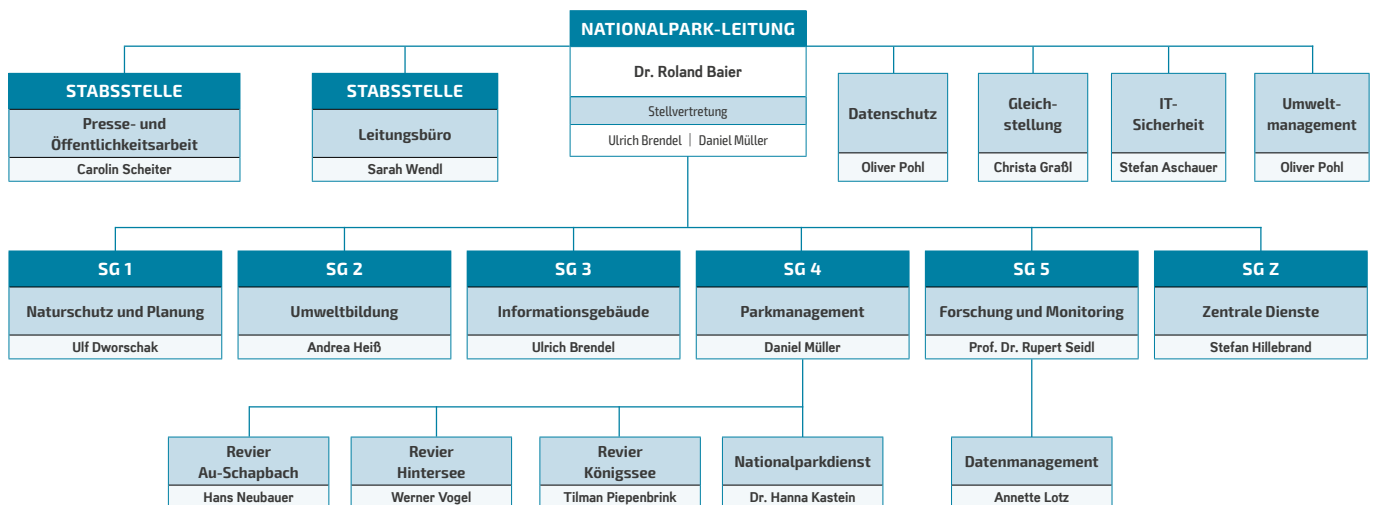 NATIONALPARK-LEITUNG
Dr. Roland Baier
Stellvertretung
Ulrich Brendel | Daniel Müller
STABSSTELLE
Presse- und
Öffentlichkeitsarbeit
Carolin Scheiter
STABSSTELLE
Leitungsbüro
Sarah Wendl
Datenschutz
Oliver Pohl
Gleich-
stellung
Christa Graßl
IT-
Sicherheit
Stefan Aschauer
Umwelt-
management
Oliver Pohl
SG 1
Naturschutz und Planung
Ulf Dworschak
SG 2
Umweltbildung
Andrea Heiß
SG 3
Informationsgebäude
Ulrich Brendel
SG 4
Parkmanagement
Daniel Müller
SG 5
Forschung und Monitoring
Prof. Dr. Rupert Seidl
SG Z
Zentrale Dienste
Stefan Hillebrand
Revier
Au-Schapbach
Hans Neubauer
Revier
Hintersee
Werner Vogel
Revier
Königssee
Tilman Piepenbrink
Nationalparkdienst
Dr. Hanna Kastein
Datenmanagement
Annette Lotz